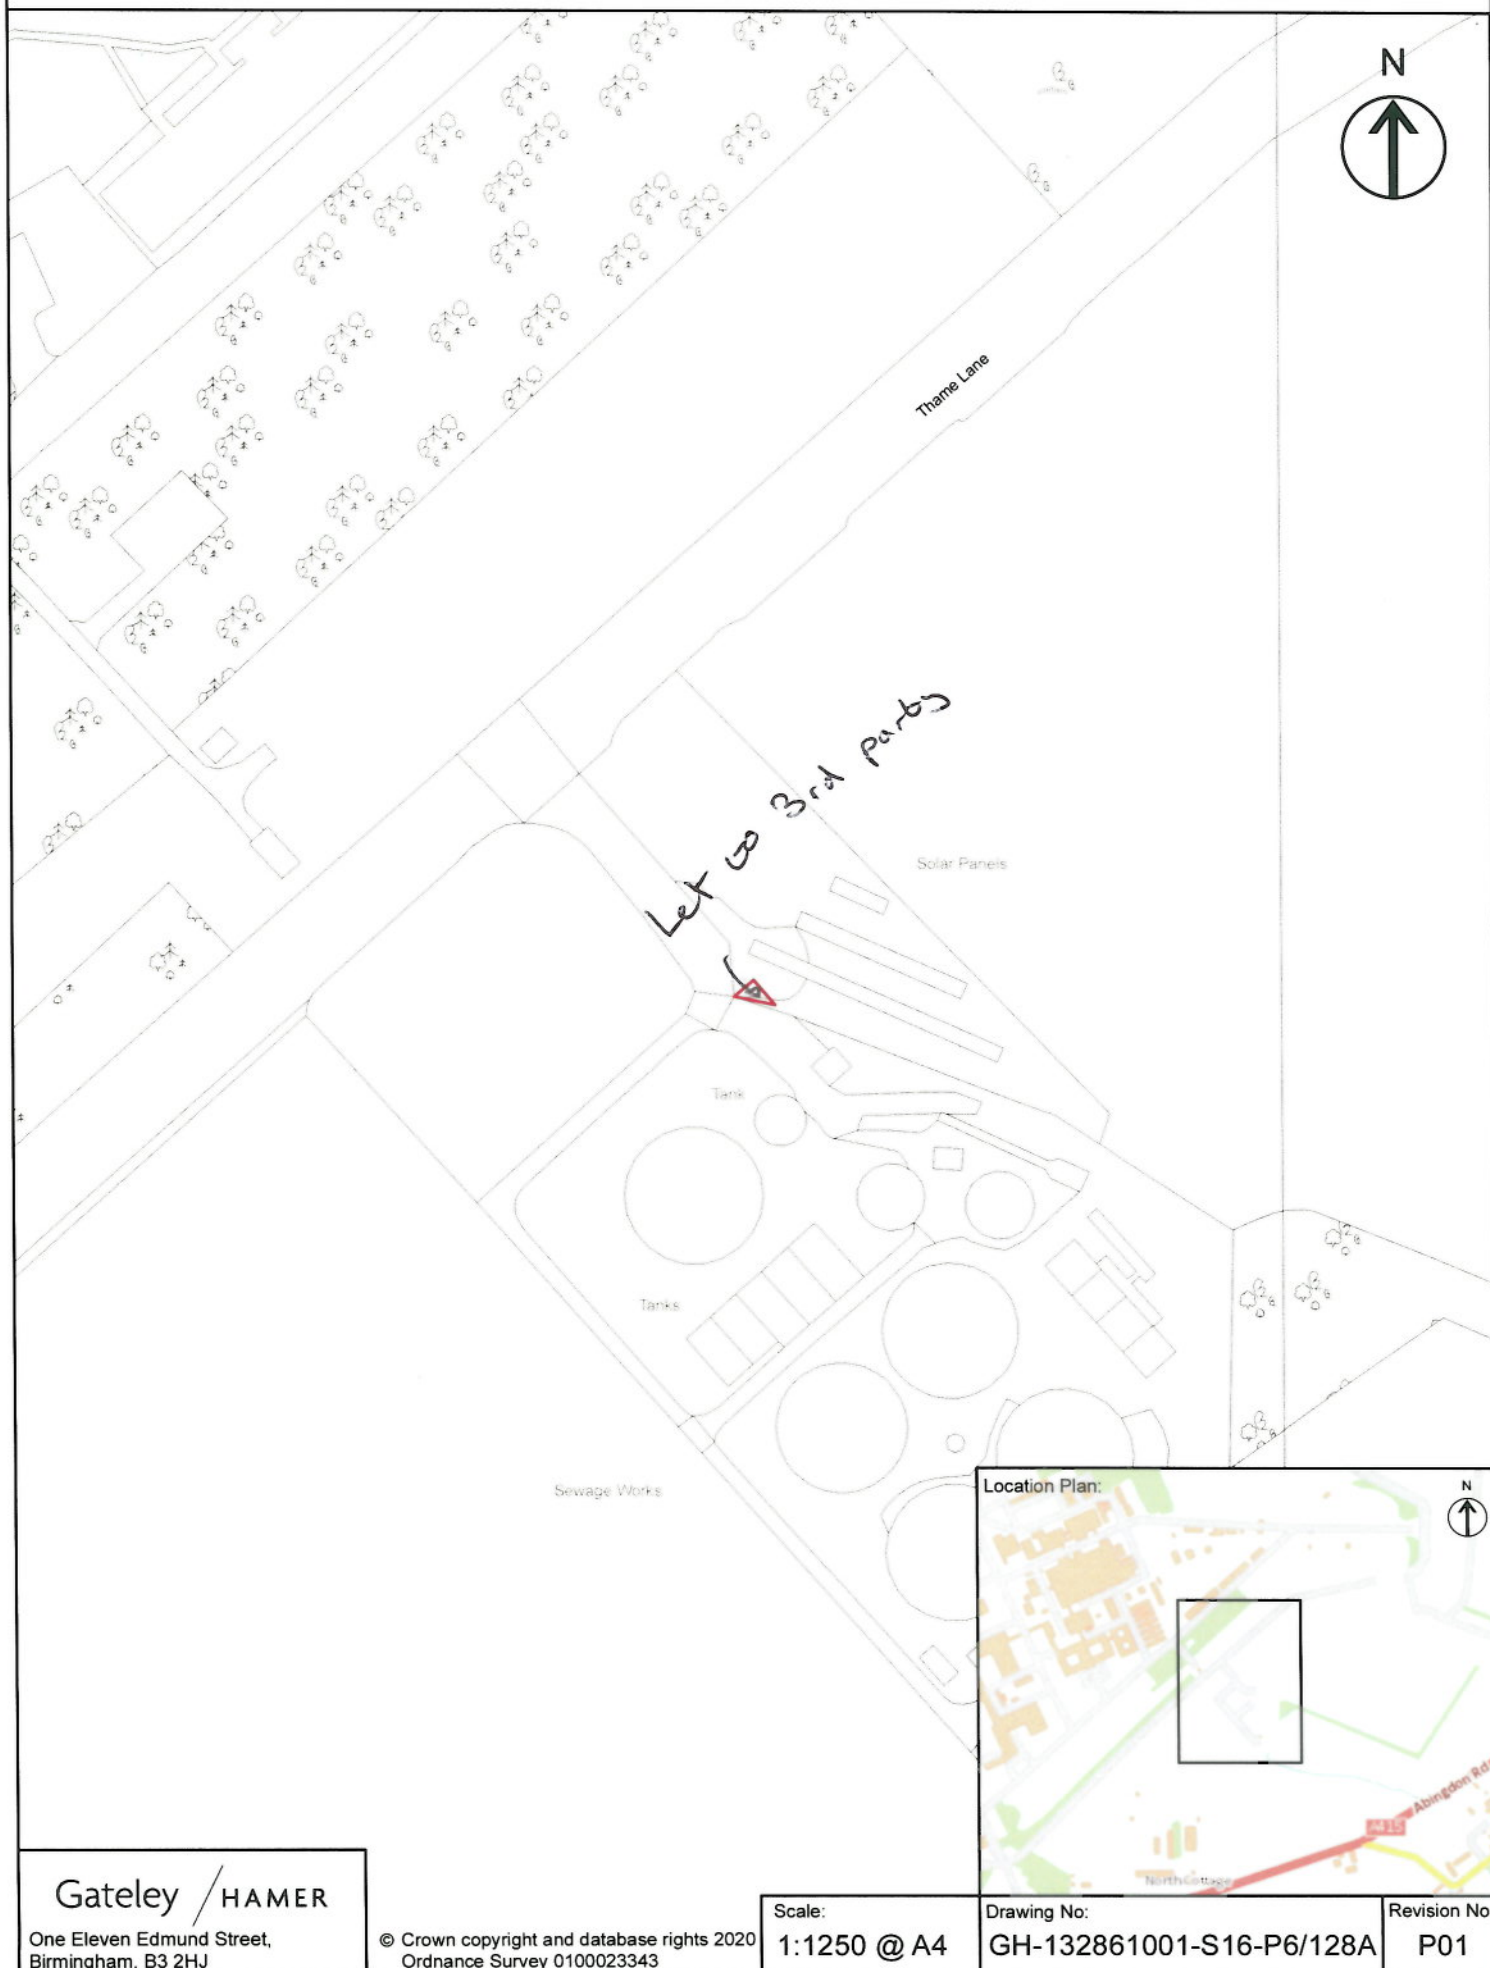 N
Thame Lane
Let to 3rd party
Solar Panels
Tank
Tanks
Sewage Works
Location Plan:
N
Abingdon Rd
A415
North Cottage
Gateley / HAMER
One Eleven Edmund Street,
Birmingham, B3 2HJ
© Crown copyright and database rights 2020
Ordnance Survey 0100023343
Scale:
1:1250 @ A4
Drawing No:
GH-132861001-S16-P6/128A
Revision No
P01